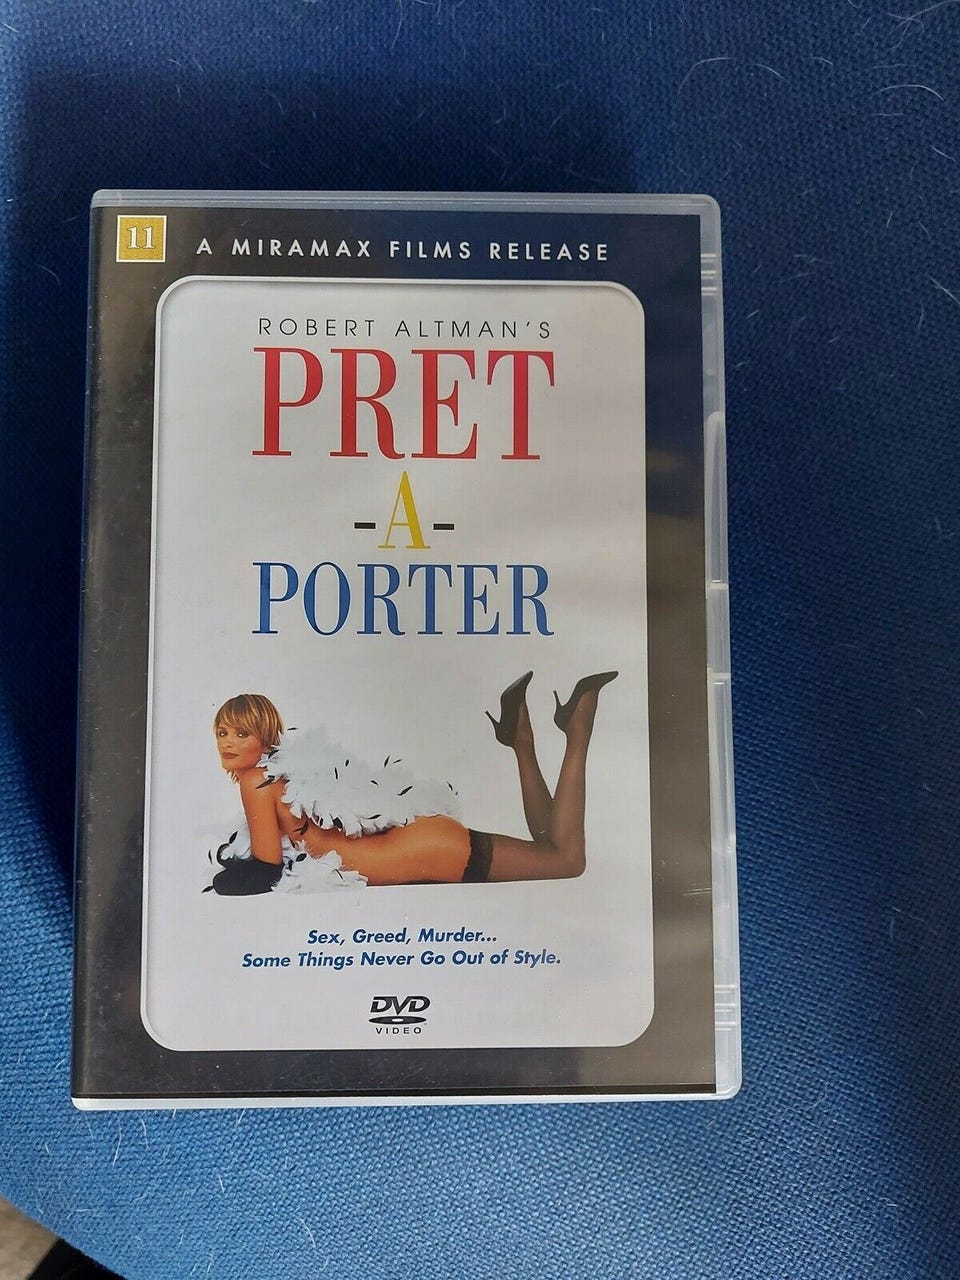 11
A MIRAMAX FILMS RELEASE
ROBERT ALTMAN'S
PRET
-A-
PORTER
Sex, Greed, Murder...
Some Things Never Go Out of Style.
DVD
VIDEO